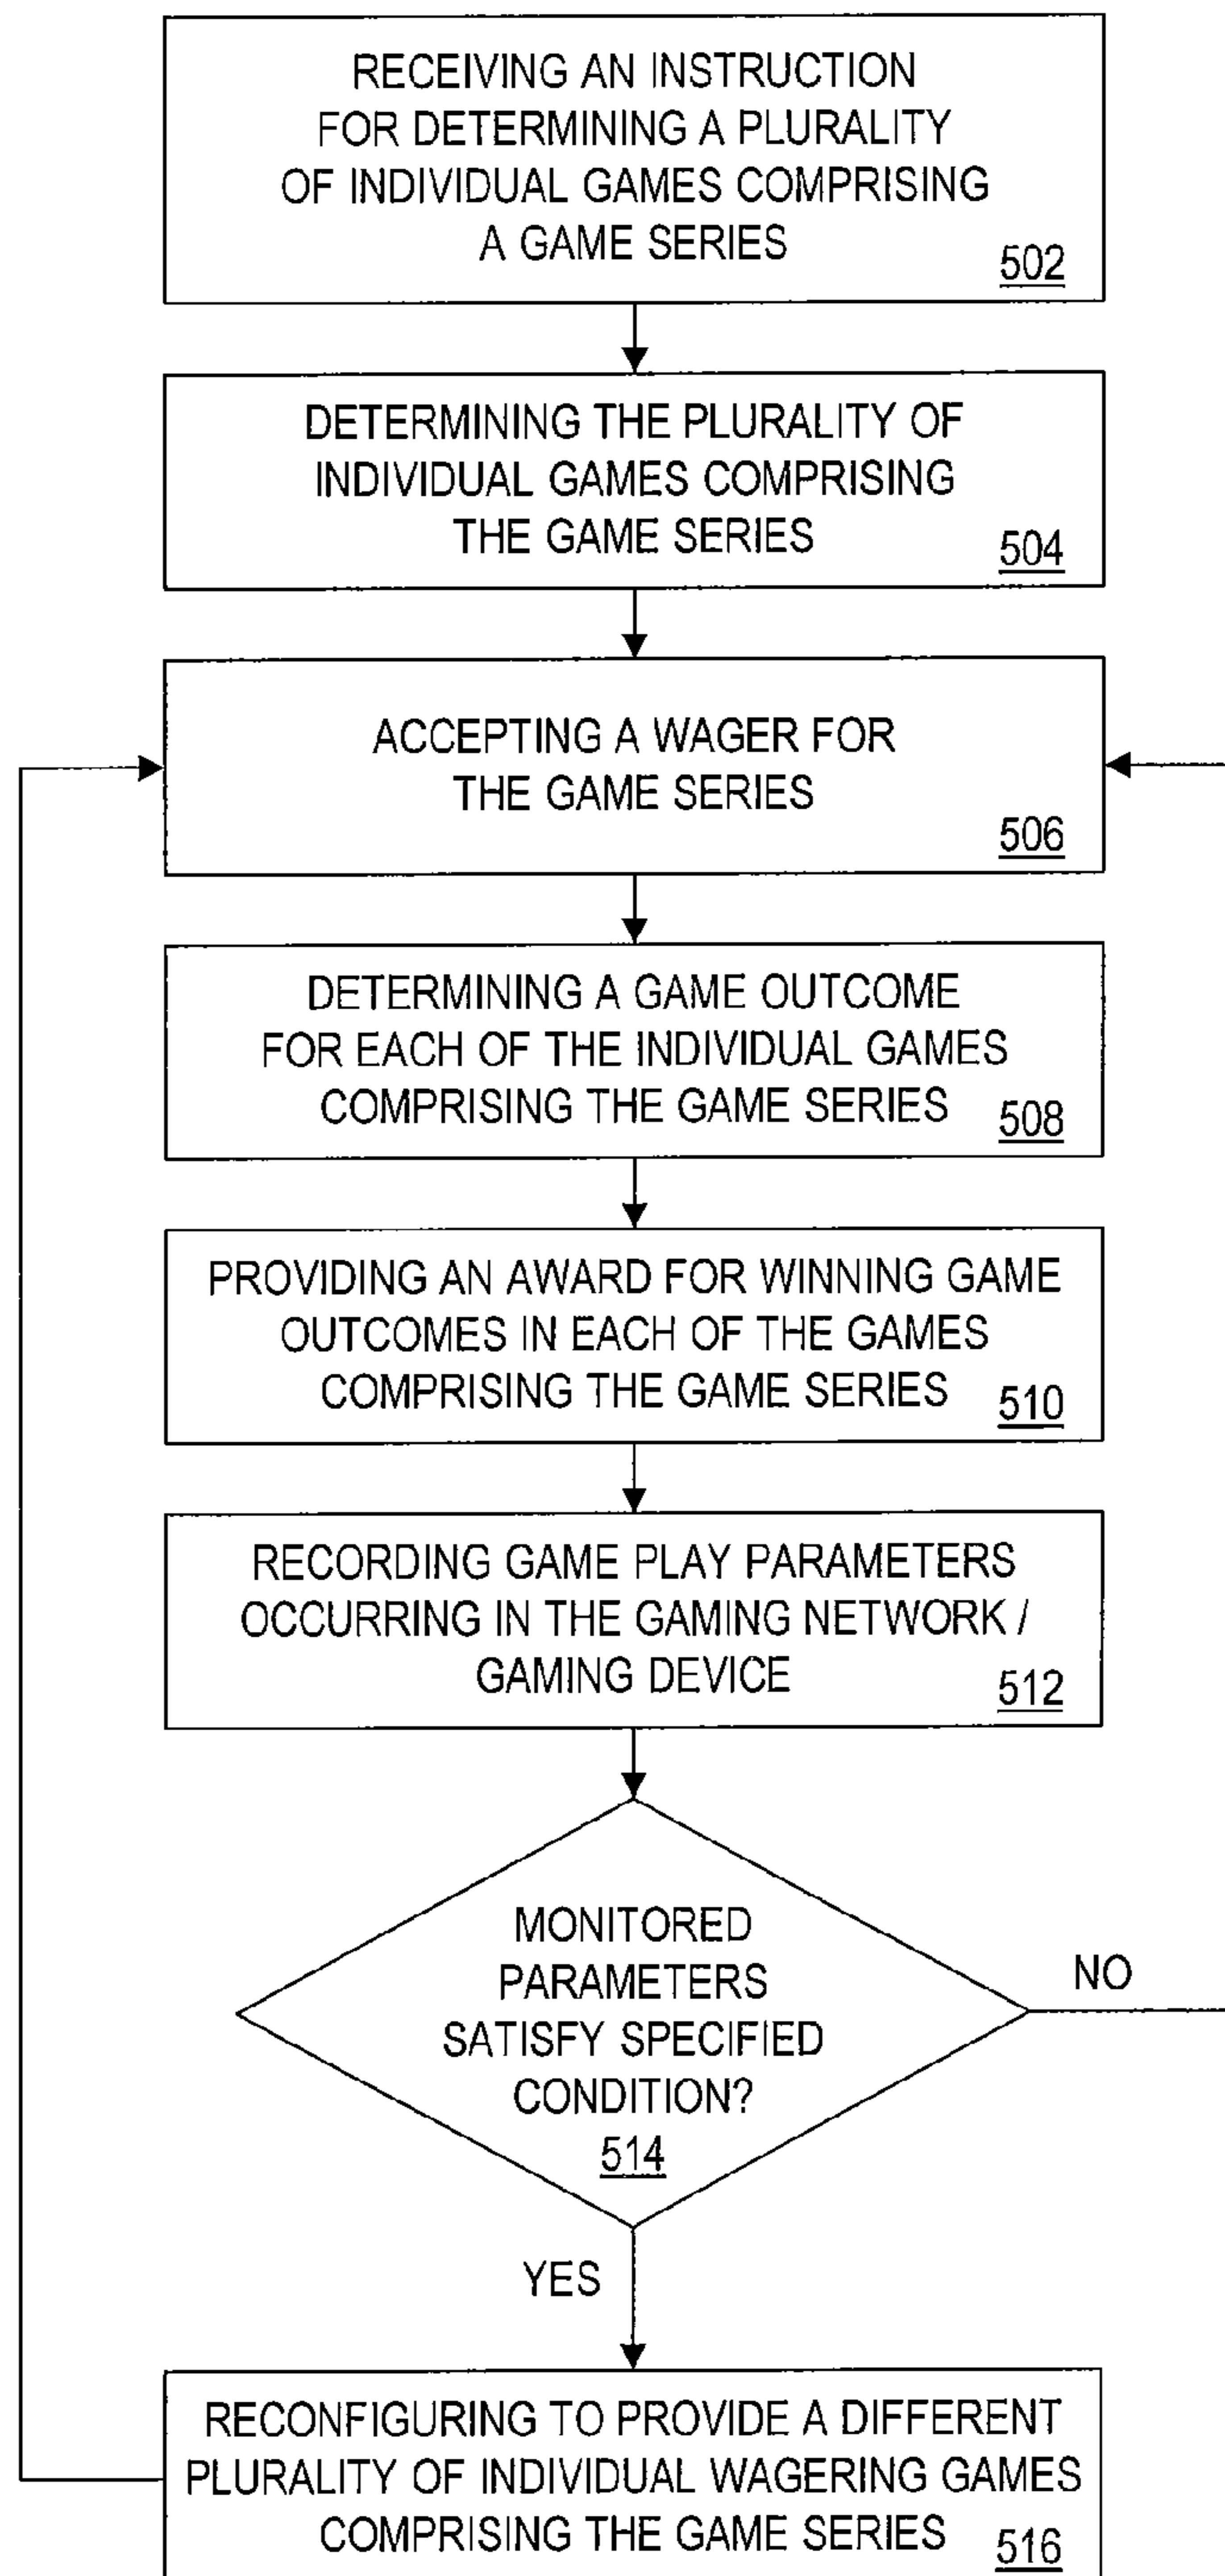 RECEIVING AN INSTRUCTION
FOR DETERMINING A PLURALITY
OF INDIVIDUAL GAMES COMPRISING
A GAME SERIES
502
DETERMINING THE PLURALITY OF
INDIVIDUAL GAMES COMPRISING
THE GAME SERIES
504
ACCEPTING A WAGER FOR
THE GAME SERIES
506
DETERMINING A GAME OUTCOME
FOR EACH OF THE INDIVIDUAL GAMES
COMPRISING THE GAME SERIES
508
PROVIDING AN AWARD FOR WINNING GAME
OUTCOMES IN EACH OF THE GAMES
COMPRISING THE GAME SERIES
510
RECORDING GAME PLAY PARAMETERS
OCCURRING IN THE GAMING NETWORK /
GAMING DEVICE
512
MONITORED
PARAMETERS
SATISFY SPECIFIED
CONDITION?
514
NO
YES
RECONFIGURING TO PROVIDE A DIFFERENT
PLURALITY OF INDIVIDUAL WAGERING GAMES
COMPRISING THE GAME SERIES
516